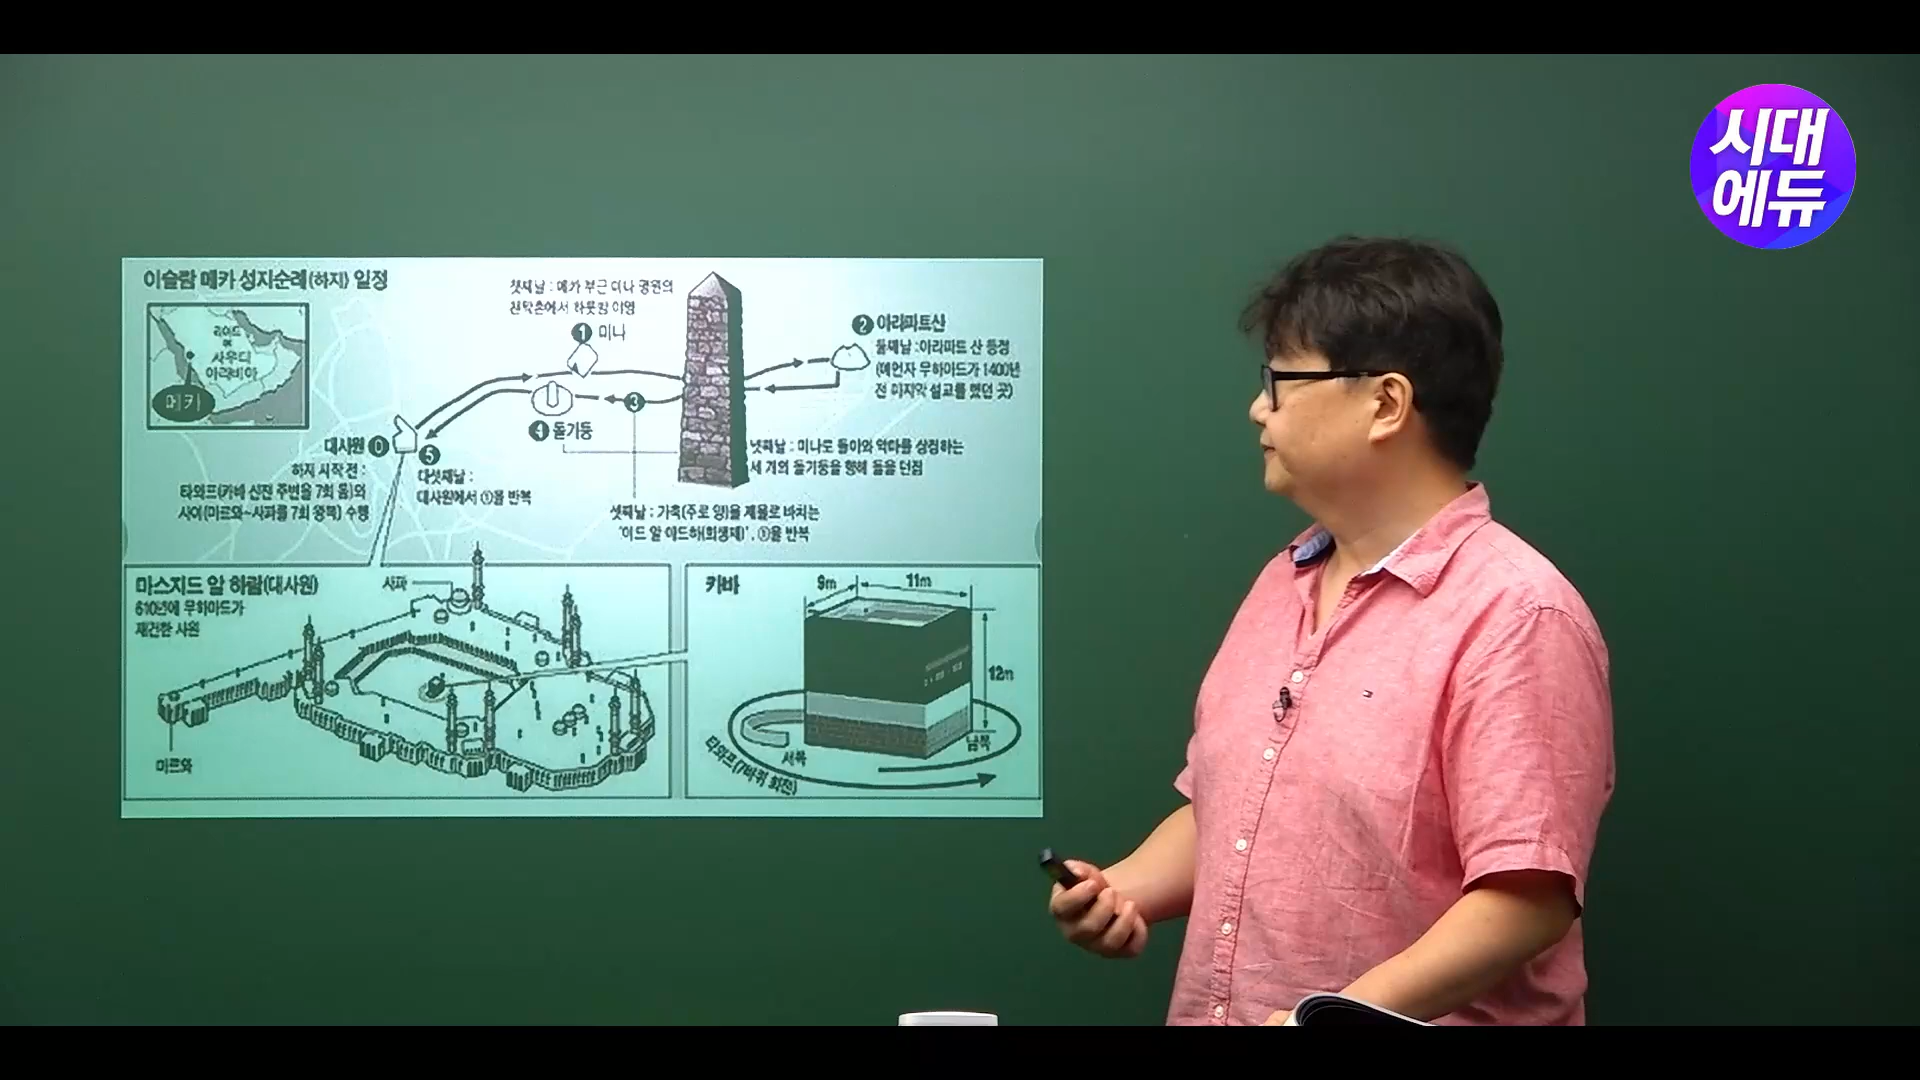 시대
에듀
이슬람 메카 성지순례(하지) 일정
리야드
사우디
아라비아
메카
첫째날 : 메카 부근 미나 평원의
천막촌에서 하룻밤 야영
1 미나
2 아라파트산
둘째날 : 아라파트 산 등정
(예언자 무하마드가 1400년
전 마지막 설교를 했던 곳)
3
4 돌기둥
넷째날 : 미나로 돌아와 악마를 상징하는
세 개의 돌기둥을 향해 돌을 던짐
대사원 0
하지 시작 전 :
타와프(카바 신전 주변을 7회 돎)와
사이(마르와~사파를 7회 왕복) 수행
5
다섯째날 :
대사원에서 ①을 반복
셋째날 : 가축(주로 양)을 제물로 바치는
'이드 알 아드하(희생제)', ①을 반복
마스지드 알 하람(대사원)
610년에 무하마드가
재건한 사원
사파
마르와
카바
9m
11m
12m
서쪽
남쪽
타와프(7바퀴 회전)